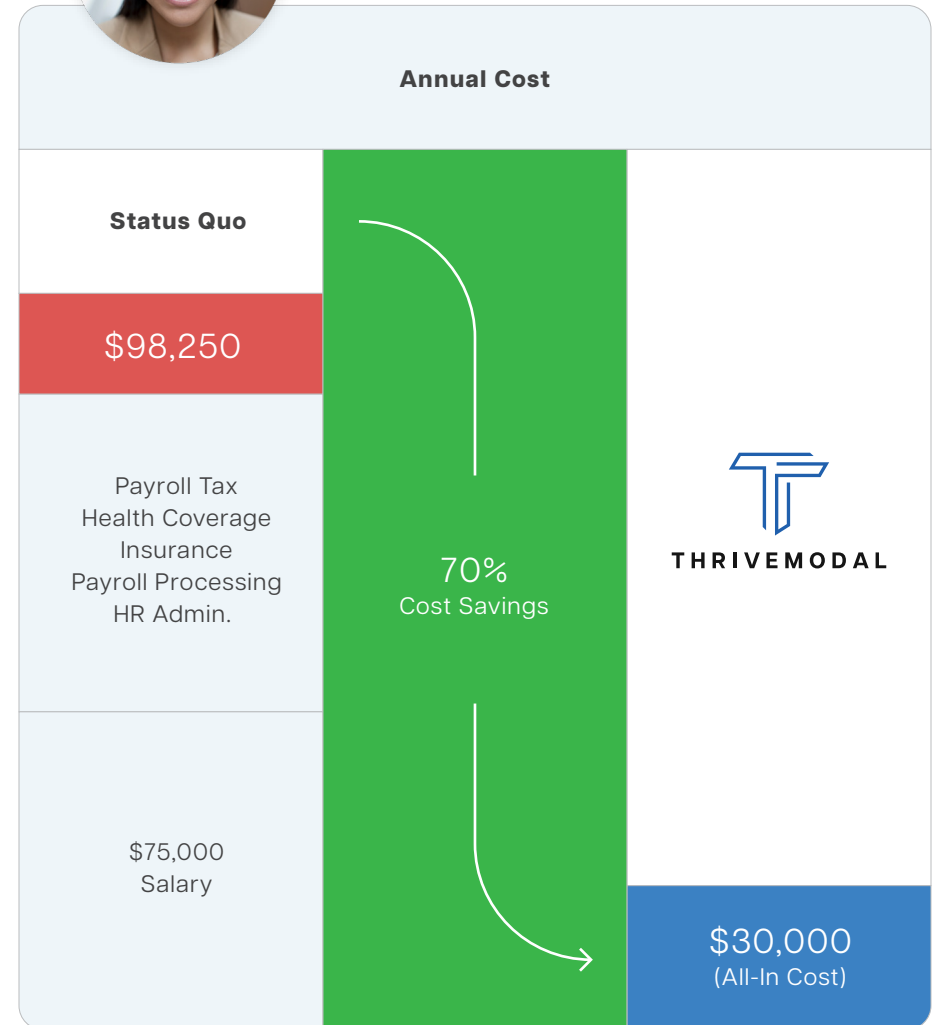 Annual Cost
Status Quo
$98,250
Payroll Tax
Health Coverage
Insurance
Payroll Processing
HR Admin.
$75,000
Salary
70%
Cost Savings
THRIVEMODAL
$30,000
(All-In Cost)